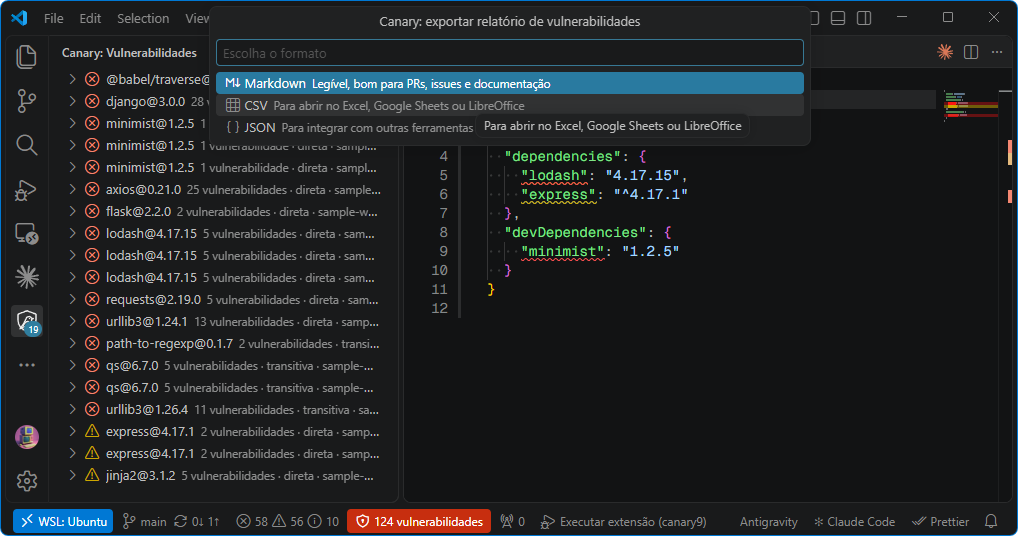 File Edit Selection View
Canary: exportar relatório de vulnerabilidades
Escolha o formato
Markdown Legível, bom para PRs, issues e documentação
CSV Para abrir no Excel, Google Sheets ou LibreOffice
{ } JSON Para integrar com outras ferramentas
Para abrir no Excel, Google Sheets ou LibreOffice
Canary: Vulnerabilidades
@babel/traverse@
django@3.0.0 28
minimist@1.2.5 1 vulnerabilidade · direta · sample-...
minimist@1.2.5 1 vulnerabilidade · direta · sample-...
minimist@1.2.5 1 vulnerabilidade · direta · sample-...
axios@0.21.0 25 vulnerabilidades · direta · sample...
flask@2.2.0 2 vulnerabilidades · direta · sample-w...
lodash@4.17.15 5 vulnerabilidades · direta · sam...
lodash@4.17.15 5 vulnerabilidades · direta · sam...
lodash@4.17.15 5 vulnerabilidades · direta · sam...
requests@2.19.0 5 vulnerabilidades · direta · sam...
urllib3@1.24.1 13 vulnerabilidades · direta · samp...
path-to-regexp@0.1.7 2 vulnerabilidades · transi...
qs@6.7.0 5 vulnerabilidades · transitiva · sample-...
qs@6.7.0 5 vulnerabilidades · transitiva · sample-...
urllib3@1.26.4 11 vulnerabilidades · transitiva · sa...
express@4.17.1 2 vulnerabilidades · direta · samp...
express@4.17.1 2 vulnerabilidades · direta · samp...
jinja2@3.1.2 5 vulnerabilidades · direta · sample-...
19
4 "dependencies": {
5 "lodash": "4.17.15",
6 "express": "^4.17.1"
7 },
8 "devDependencies": {
9 "minimist": "1.2.5"
10 }
11 }
12
WSL: Ubuntu main 0↓ 1↑ 58 56 10 124 vulnerabilidades 0 Executar extensão (canary9) Antigravity Claude Code Prettier